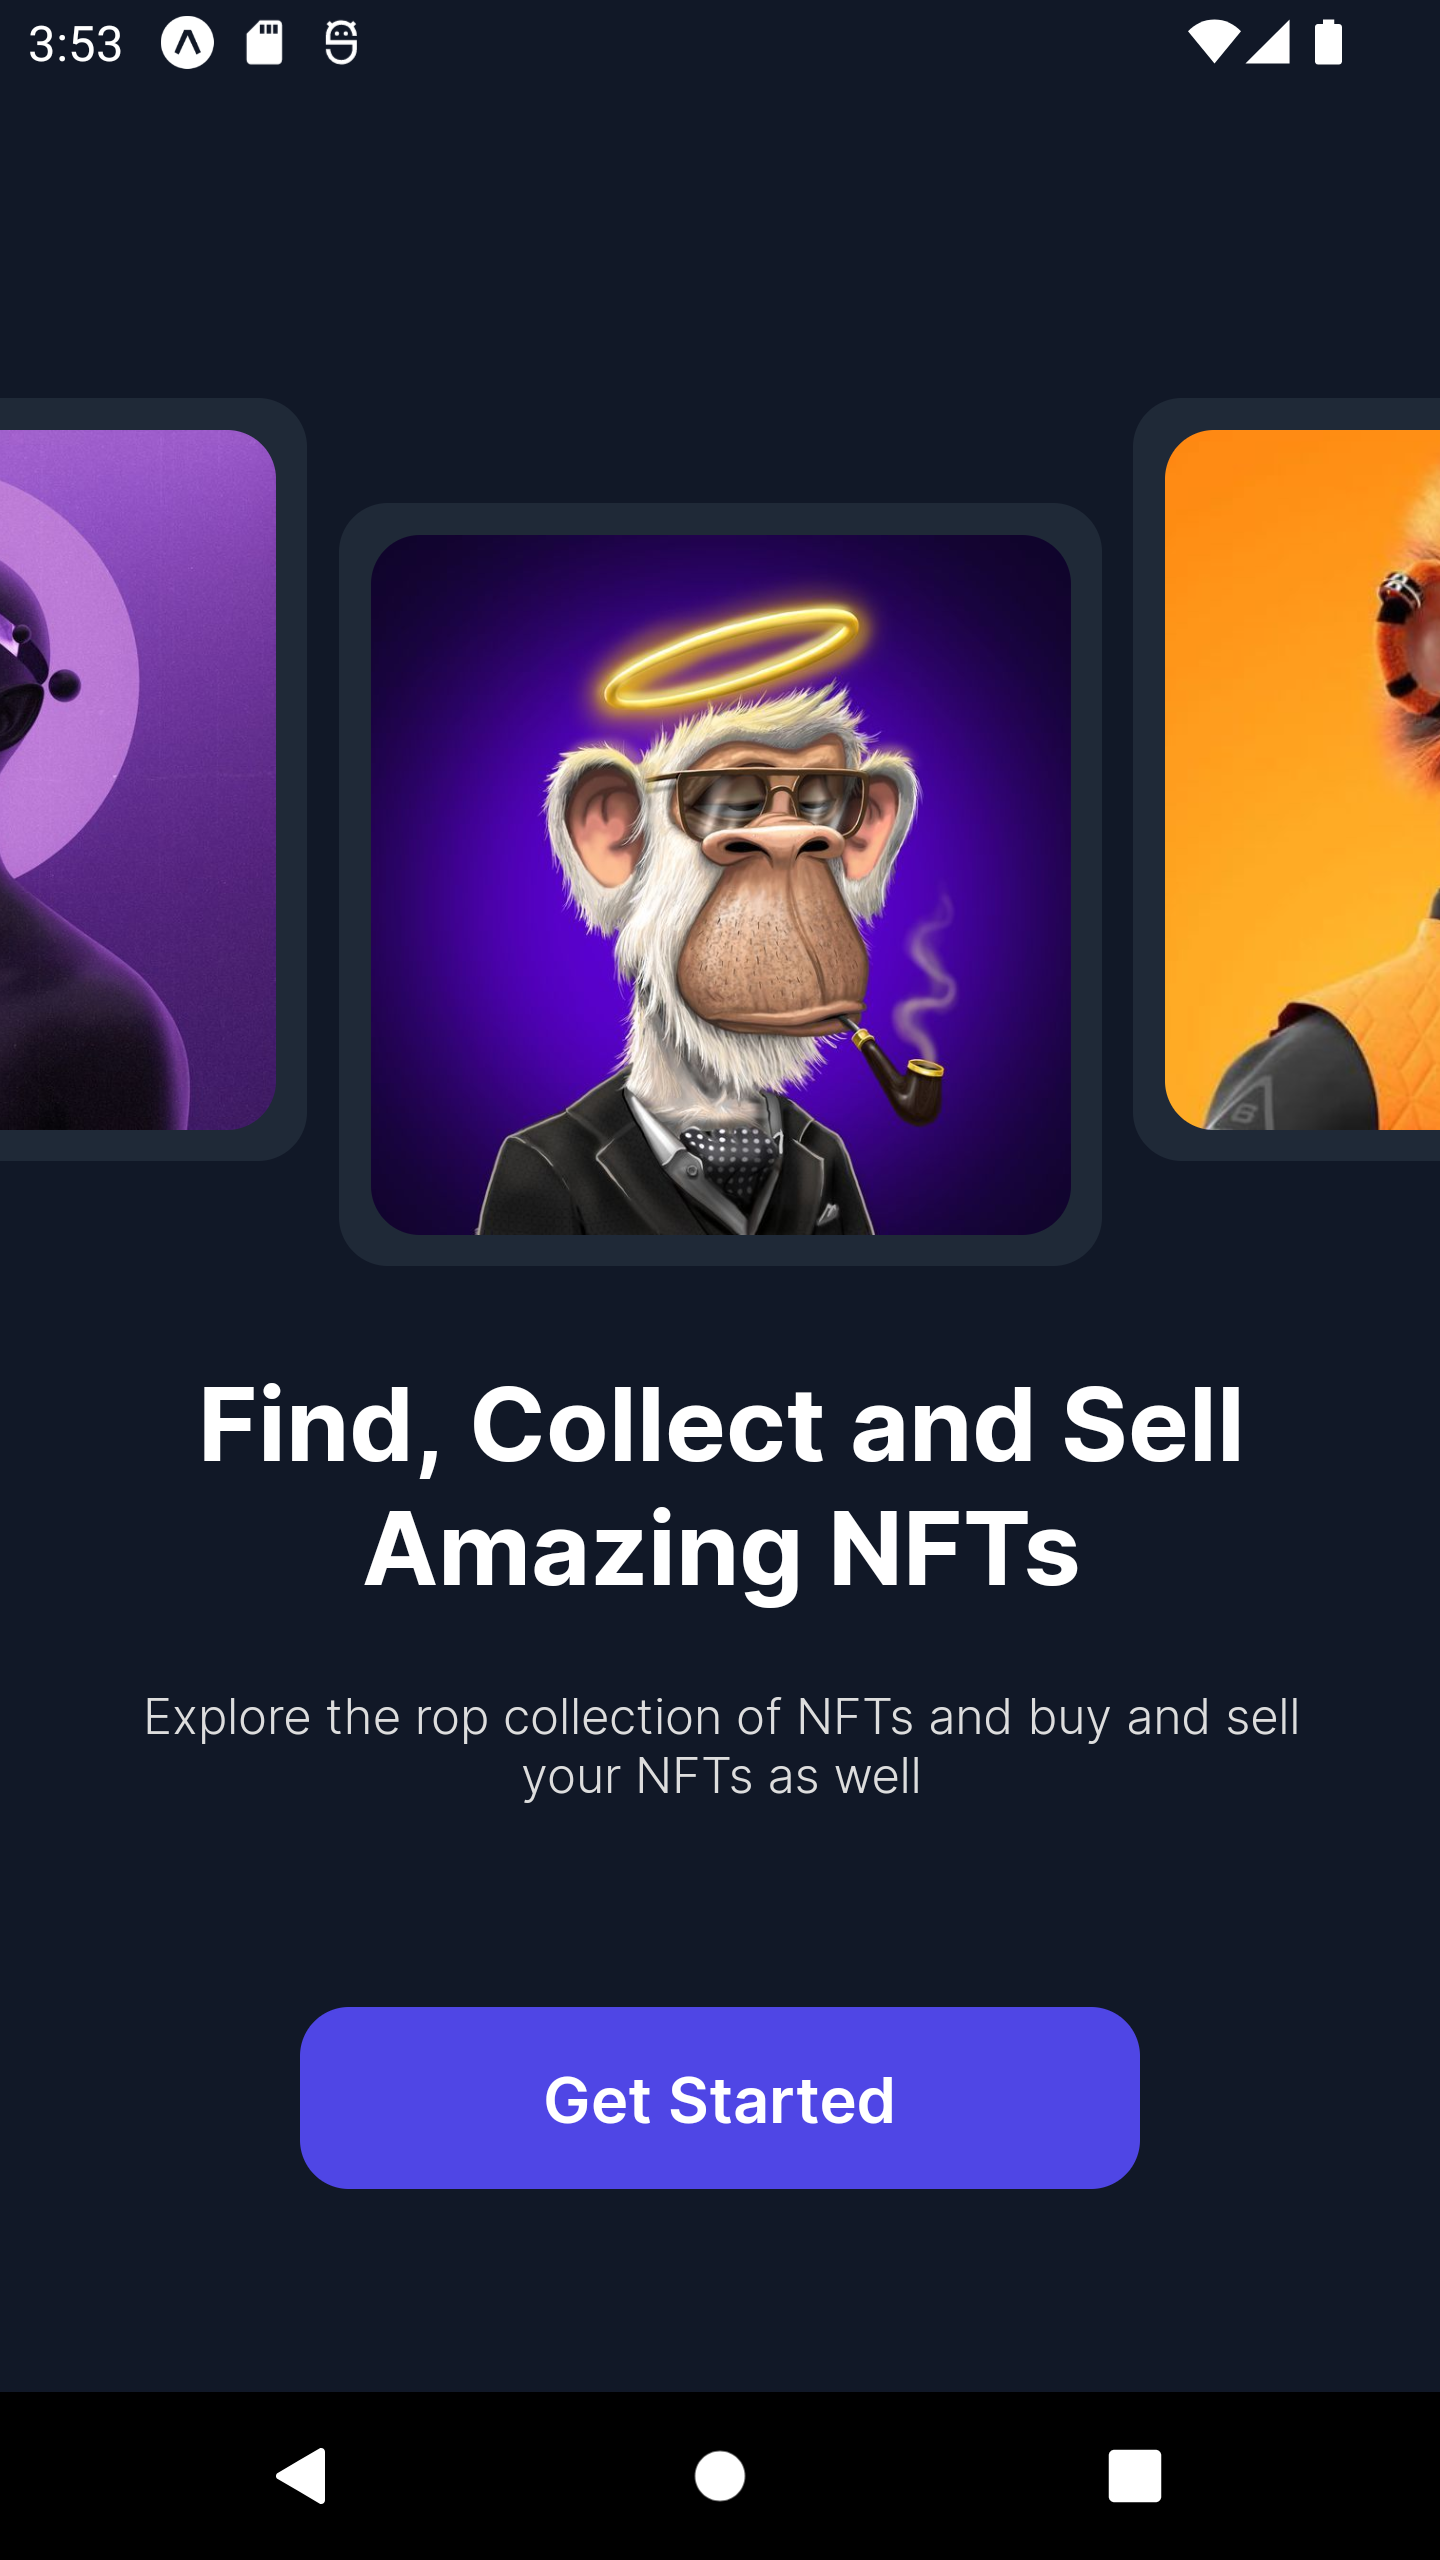 3:53
Find, Collect and Sell
Amazing NFTs
Explore the rop collection of NFTs and buy and sell
your NFTs as well
Get Started